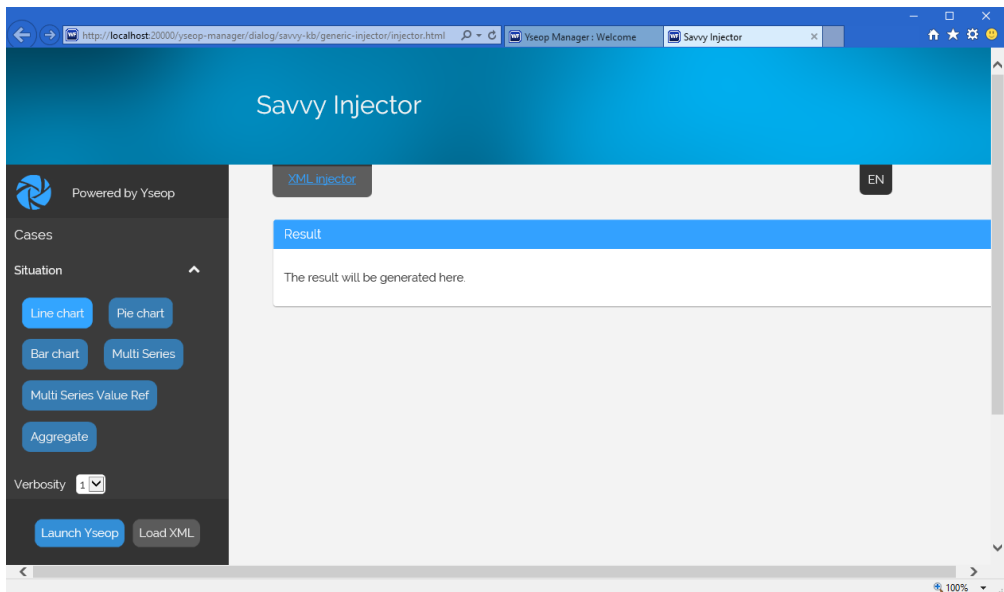 http://localhost:20000/yseop-manager/dialog/savvy-kb/generic-injector/injector.html
Yseop Manager : Welcome
Savvy Injector
Savvy Injector
Powered by Yseop
XML injector
EN
Cases
Result
Situation
The result will be generated here.
Line chart
Pie chart
Bar chart
Multi Series
Multi Series Value Ref
Aggregate
Verbosity 1
Launch Yseop
Load XML
100%